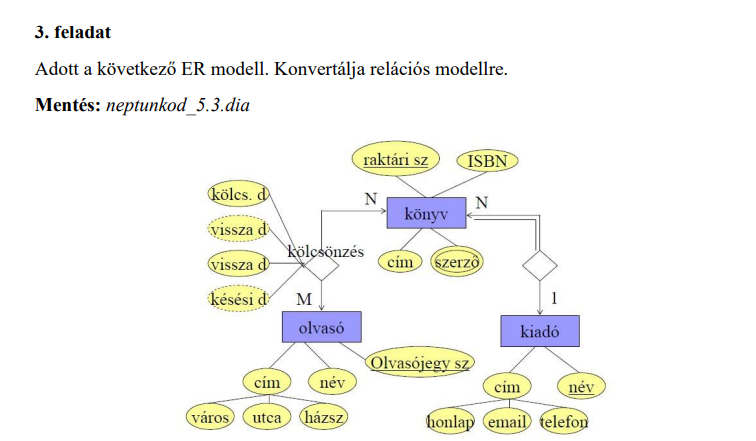 3. feladat
Adott a következő ER modell. Konvertálja relációs modellre.
Mentés: neptunkod_5.3.dia
raktári sz
ISBN
kölcs. d
N
könyv
N
vissza d
kölcsönzés
vissza d
cím
szerző
késési d
M
1
olvasó
kiadó
Olvasójegy sz
cím
név
cím
név
város
utca
házsz
honlap
email
telefon